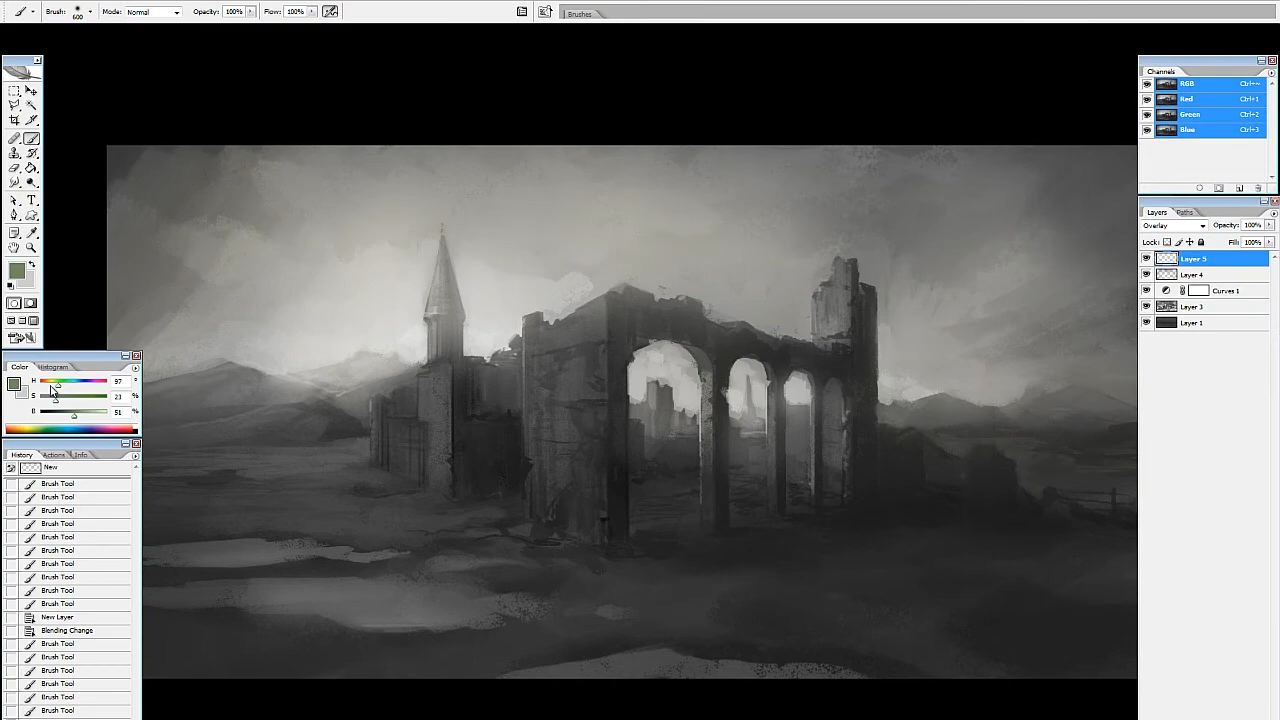 Brush: 600 Mode: Normal Opacity: 100% Flow: 100% Brushes
Channels
RGB Ctrl+~
Red Ctrl+1
Green Ctrl+2
Blue Ctrl+3
Layers Paths
Overlay Opacity: 100%
Lock: Fill: 100%
Layer 5
Layer 4
Curves 1
Layer 3
Layer 1
Color Histogram
H 97 °
S 23 %
B 51 %
History Actions Info
New
Brush Tool
Brush Tool
Brush Tool
Brush Tool
Brush Tool
Brush Tool
Brush Tool
Brush Tool
Brush Tool
Brush Tool
New Layer
Blending Change
Brush Tool
Brush Tool
Brush Tool
Brush Tool
Brush Tool
Brush Tool